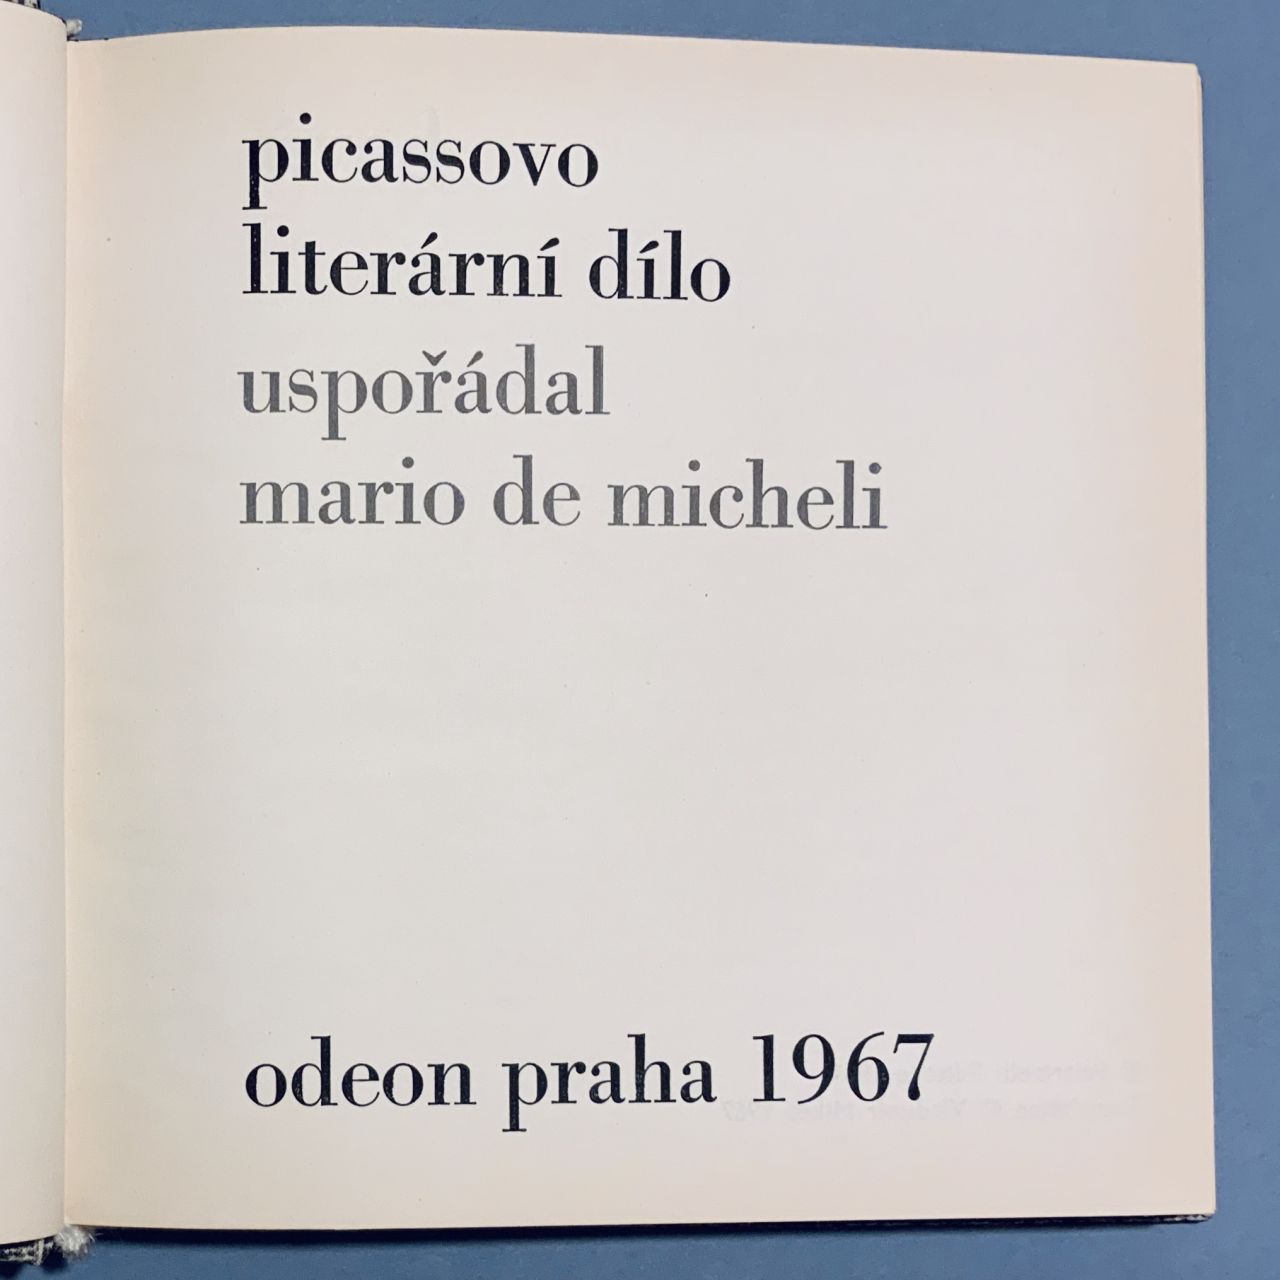 picassovo
literární dílo
uspořádal
mario de micheli
odeon praha 1967